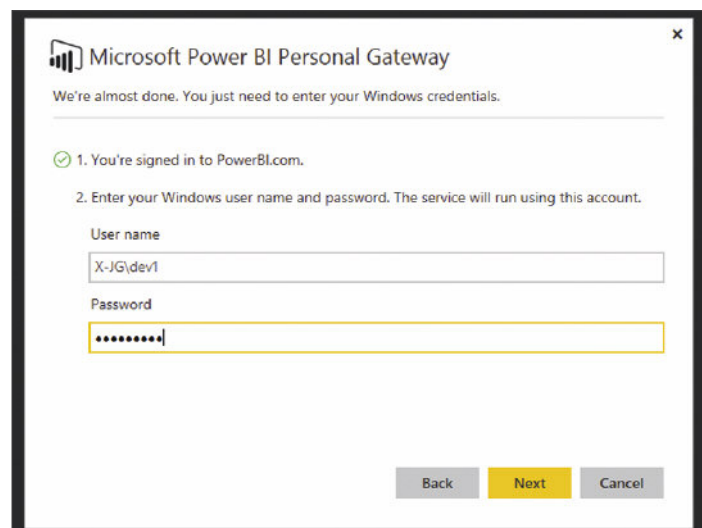 Microsoft Power BI Personal Gateway
We're almost done. You just need to enter your Windows credentials.
1. You're signed in to PowerBI.com.
2. Enter your Windows user name and password. The service will run using this account.
User name
X-JG\dev1
Password
•••••••••
Back Next Cancel